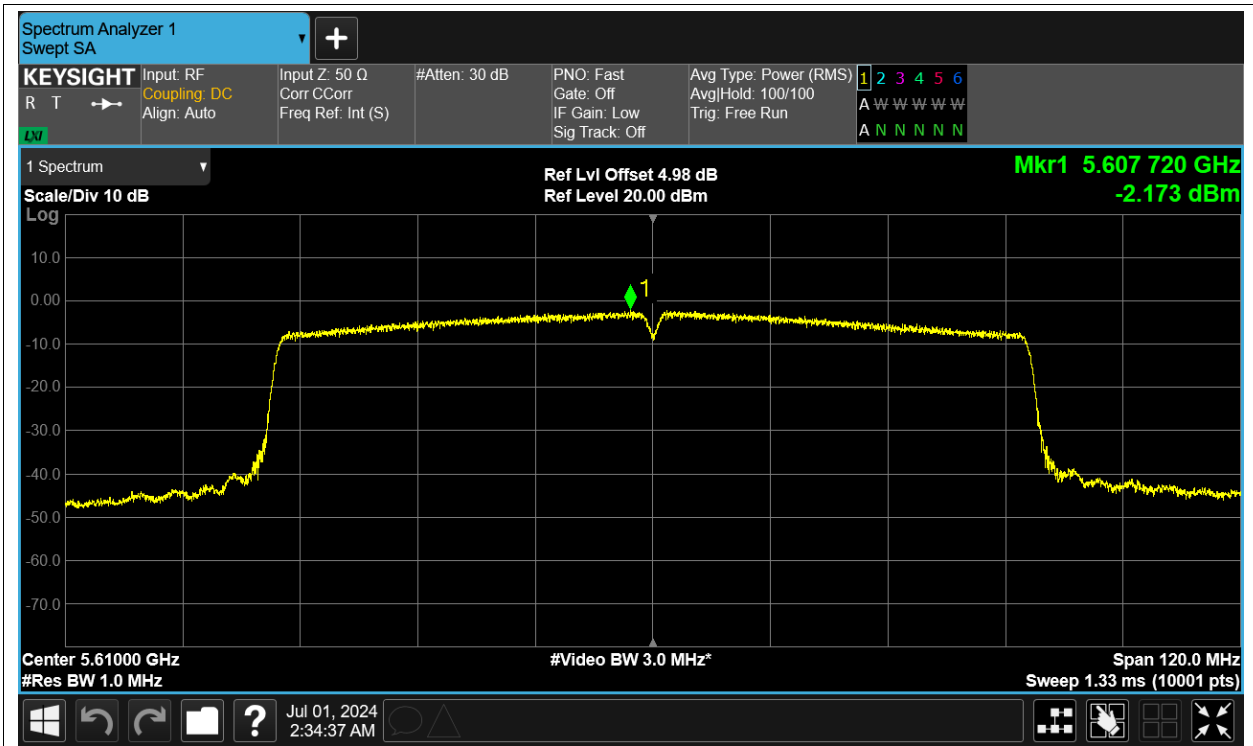 Spectrum Analyzer 1
Swept SA
KEYSIGHT
R T
LXI
Input: RF
Coupling: DC
Align: Auto
Input Z: 50 Ω
Corr CCorr
Freq Ref: Int (S)
#Atten: 30 dB
PNO: Fast
Gate: Off
IF Gain: Low
Sig Track: Off
Avg Type: Power (RMS)
Avg|Hold: 100/100
Trig: Free Run
1 2 3 4 5 6
A W W W W W
A N N N N N
1 Spectrum
Scale/Div 10 dB
Log
Ref Lvl Offset 4.98 dB
Ref Level 20.00 dBm
Mkr1 5.607 720 GHz
-2.173 dBm
10.0
0.00
-10.0
-20.0
-30.0
-40.0
-50.0
-60.0
-70.0
1
Center 5.61000 GHz
#Res BW 1.0 MHz
#Video BW 3.0 MHz*
Span 120.0 MHz
Sweep 1.33 ms (10001 pts)
?
Jul 01, 2024
2:34:37 AM